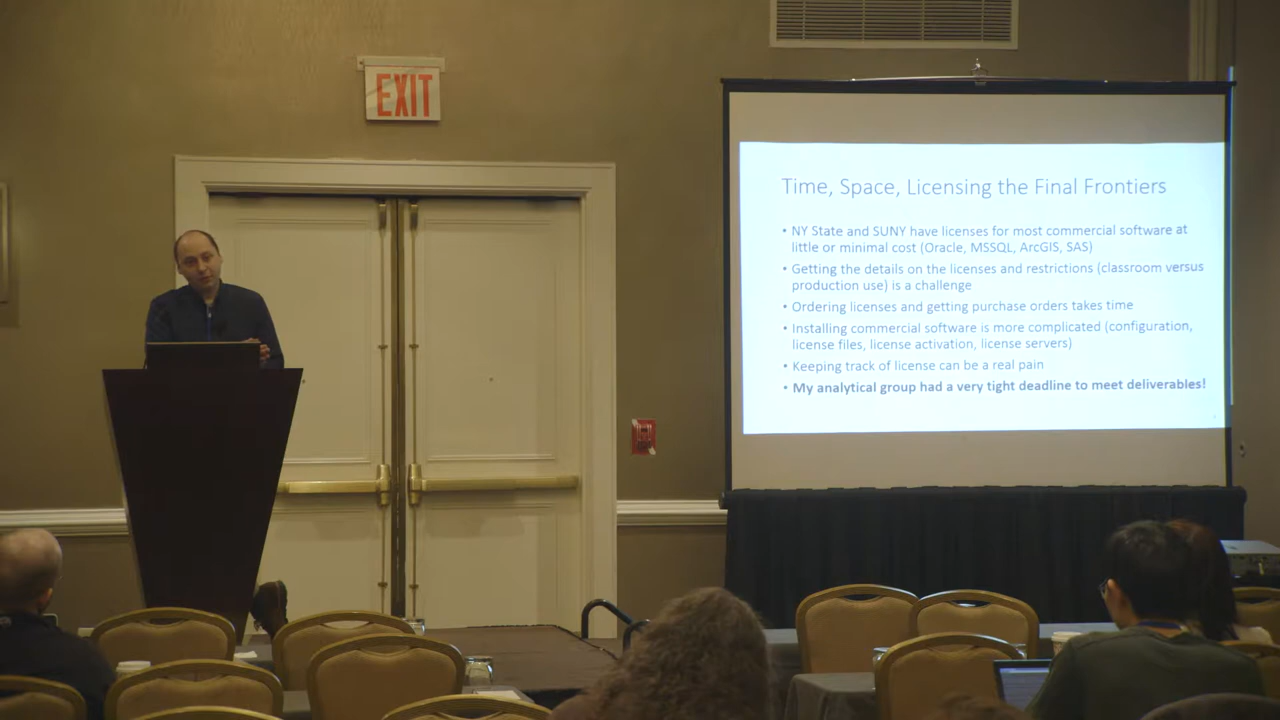 EXIT
Time, Space, Licensing the Final Frontiers
• NY State and SUNY have licenses for most commercial software at
little or minimal cost (Oracle, MSSQL, ArcGIS, SAS)
• Getting the details on the licenses and restrictions (classroom versus
production use) is a challenge
• Ordering licenses and getting purchase orders takes time
• Installing commercial software is more complicated (configuration,
license files, license activation, license servers)
• Keeping track of license can be a real pain
• My analytical group had a very tight deadline to meet deliverables!